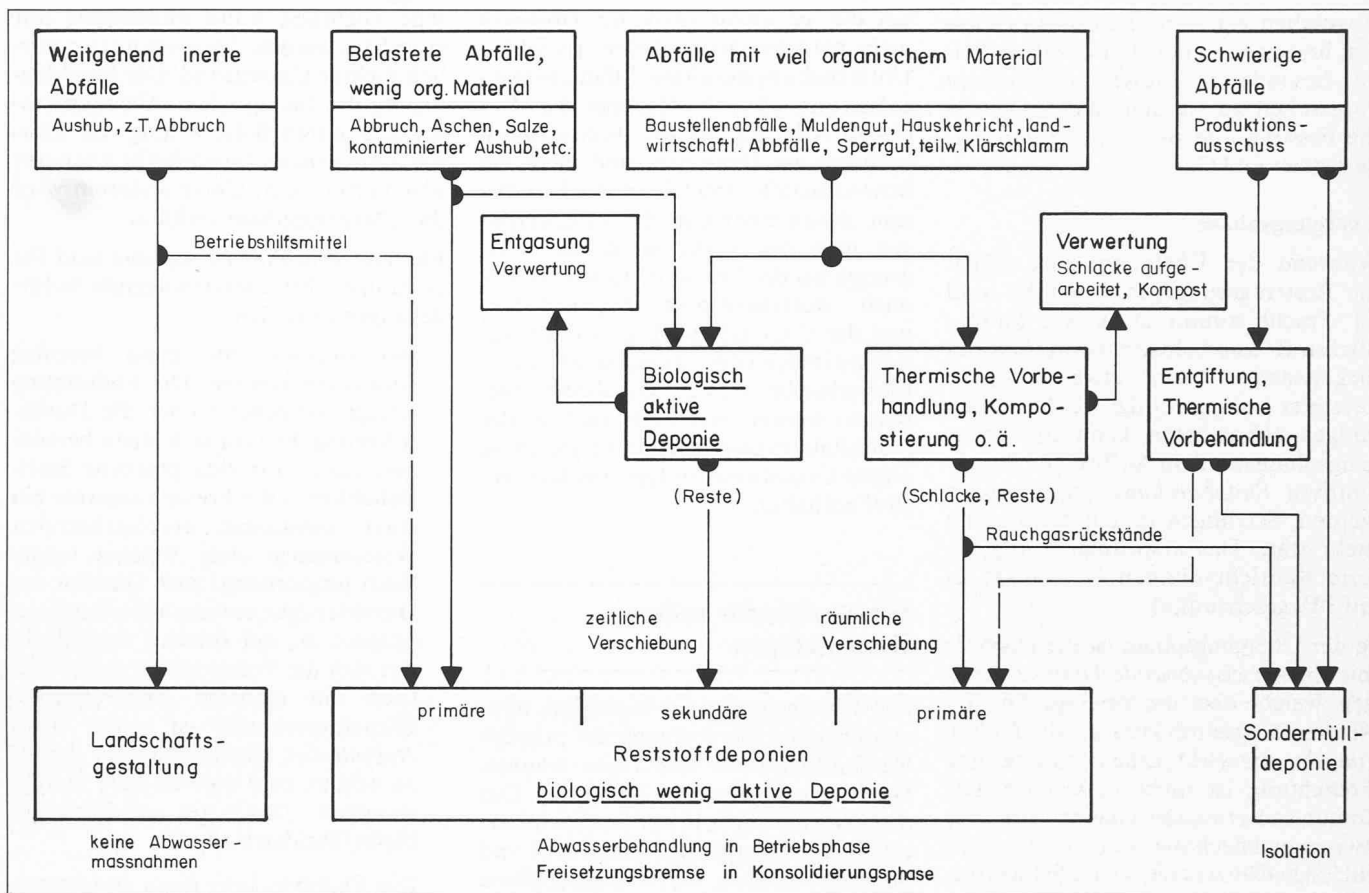 Weitgehend inerte
Abfälle
Aushub, z.T. Abbruch
Belastete Abfälle,
wenig org. Material
Abbruch, Aschen, Salze,
kontaminierter Aushub, etc.
Abfälle mit viel organischem Material
Baustellenabfälle, Muldengut, Hauskehricht, land-
wirtschaftl. Abbfälle, Sperrgut, teilw. Klärschlamm
Schwierige
Abfälle
Produktions-
ausschuss
Betriebshilfsmittel
Entgasung
Verwertung
Verwertung
Schlacke aufge-
arbeitet, Kompost
Biologisch
aktive
Deponie
Thermische Vorbe-
handlung, Kompo-
stierung o.ä.
Entgiftung,
Thermische
Vorbehandlung
(Reste)
(Schlacke, Reste)
Rauchgasrückstände
zeitliche
Verschiebung
räumliche
Verschiebung
Landschafts-
gestaltung
primäre
sekundäre
primäre
Reststoffdeponien
biologisch wenig aktive Deponie
Sondermüll-
deponie
keine Abwasser-
massnahmen
Abwasserbehandlung in Betriebsphase
Freisetzungsbremse in Konsolidierungsphase
Isolation